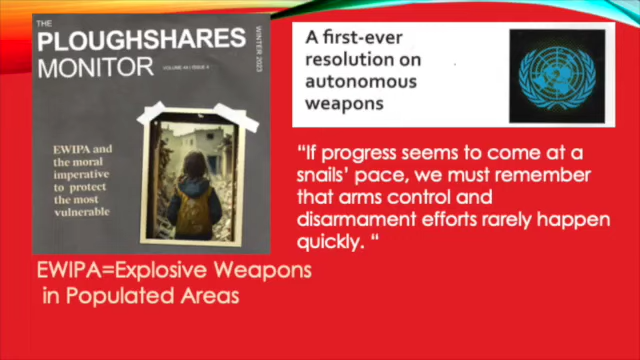 THE
PLOUGHSHARES
MONITOR
VOLUME 44 | ISSUE 4
WINTER 2023
EWIPA and
the moral
imperative
to protect
the most
vulnerable
A first-ever
resolution on
autonomous
weapons
“If progress seems to come at a
snails’ pace, we must remember
that arms control and
disarmament efforts rarely happen
quickly. “
EWIPA=Explosive Weapons
in Populated Areas